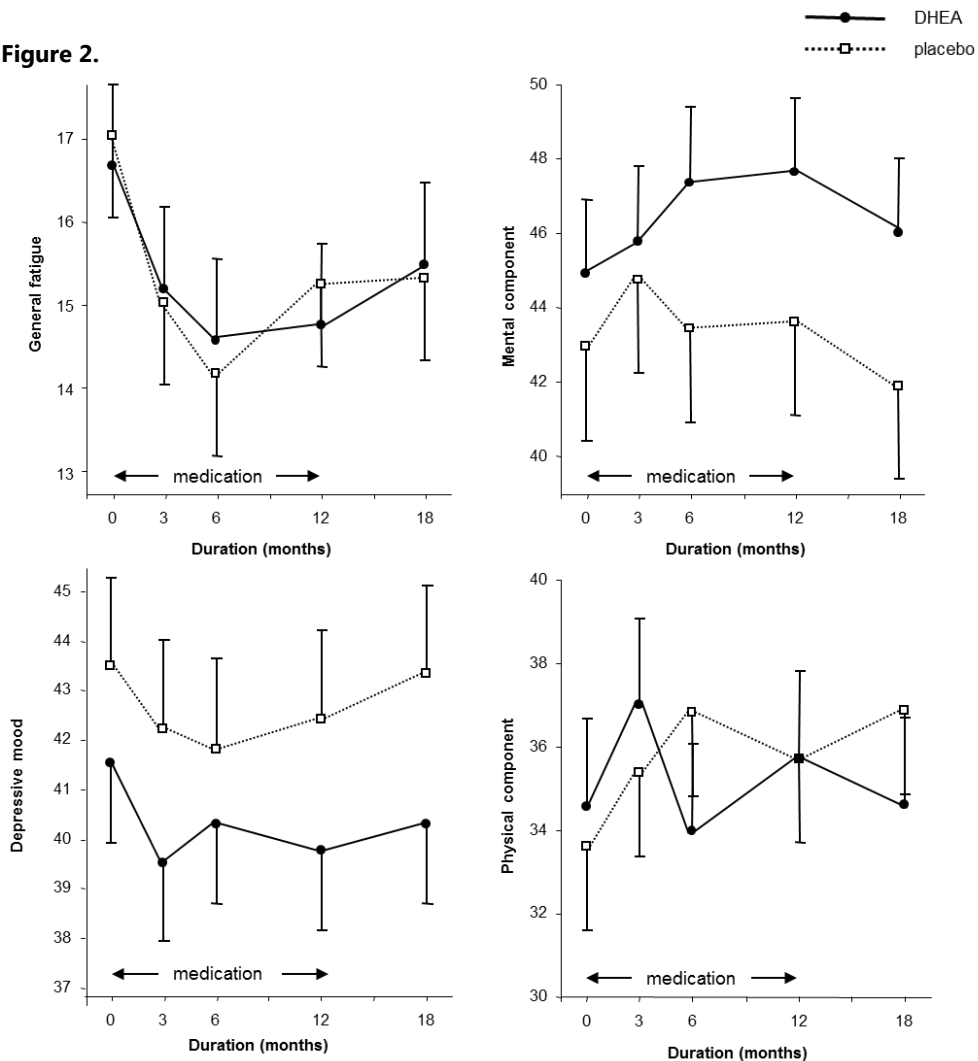 DHEA
placebo
Figure 2.
General fatigue
17
16
15
14
13
medication
0 3 6 12 18
Duration (months)
Mental component
50
48
46
44
42
40
medication
0 3 6 12 18
Duration (months)
Depressive mood
45
44
43
42
41
40
39
38
37
medication
0 3 6 12 18
Duration (months)
Physical component
40
38
36
34
32
30
medication
0 3 6 12 18
Duration (months)